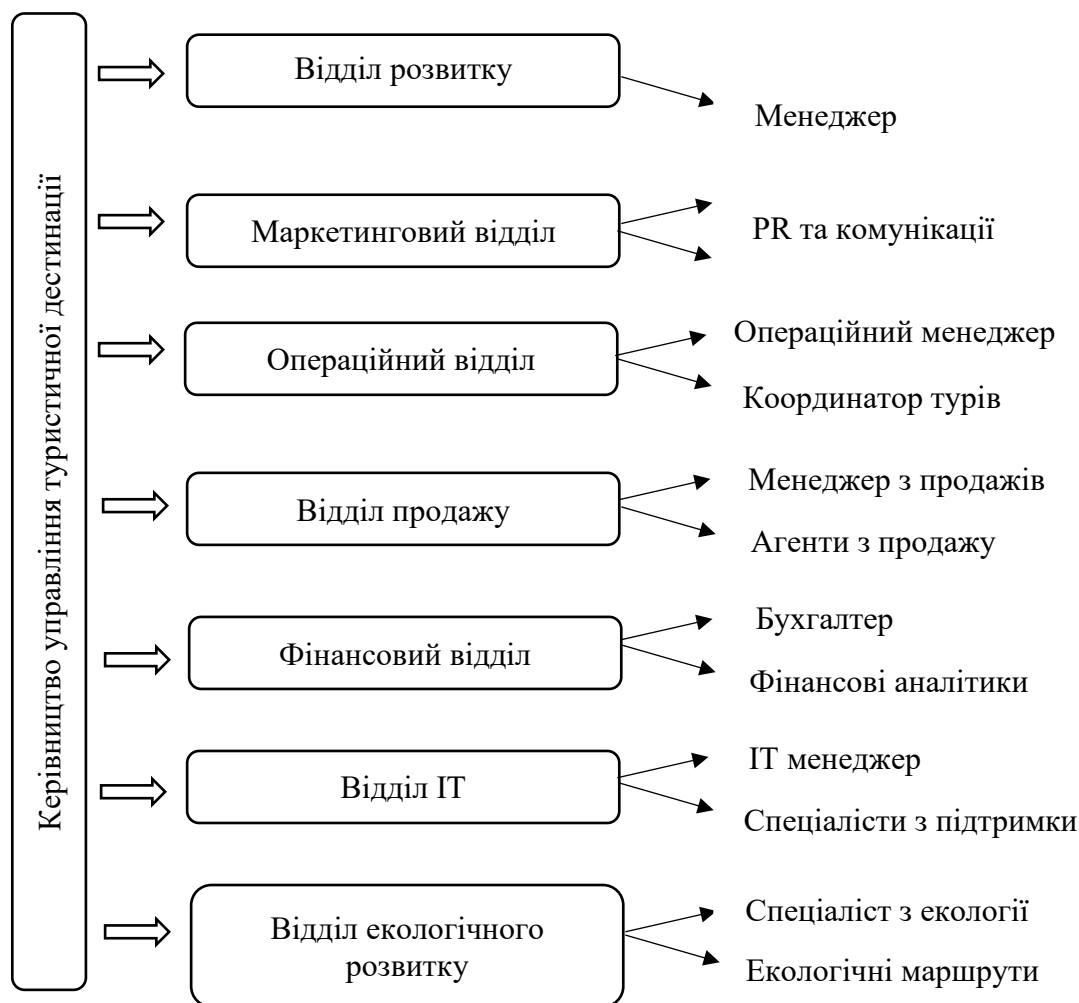 Керівництво управління туристичної дестинації
Відділ розвитку
Менеджер
Маркетинговий відділ
PR та комунікації
Операційний відділ
Операційний менеджер
Координатор турів
Відділ продажу
Менеджер з продажів
Агенти з продажу
Фінансовий відділ
Бухгалтер
Фінансові аналітики
Відділ ІТ
ІТ менеджер
Спеціалісти з підтримки
Відділ екологічного
розвитку
Спеціаліст з екології
Екологічні маршрути